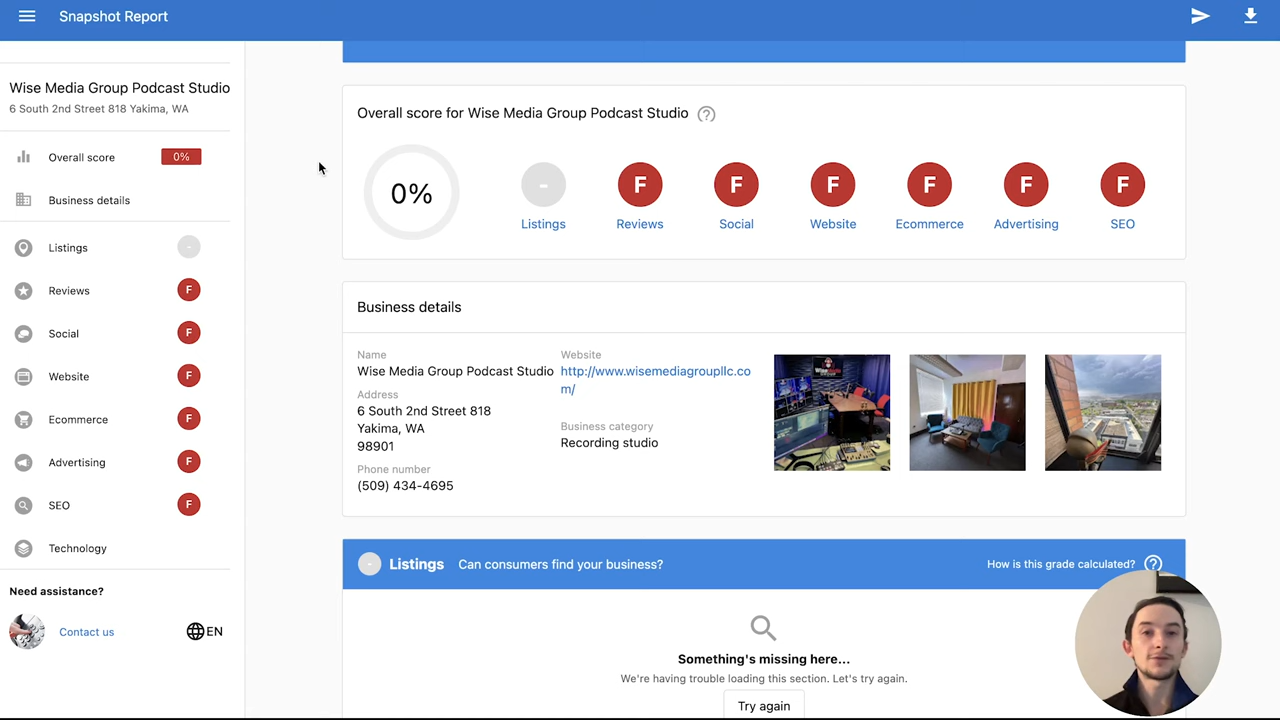 Snapshot Report
Wise Media Group Podcast Studio
6 South 2nd Street 818 Yakima, WA
Overall score 0%
Business details
Listings -
Reviews F
Social F
Website F
Ecommerce F
Advertising F
SEO F
Technology
Need assistance?
Contact us EN
Overall score for Wise Media Group Podcast Studio ?
0%
- F F F F F F
Listings Reviews Social Website Ecommerce Advertising SEO
Business details
Name
Wise Media Group Podcast Studio
Address
6 South 2nd Street 818
Yakima, WA
98901
Phone number
(509) 434-4695
Website
http://www.wisemediagroupllc.co
m/
Business category
Recording studio
- Listings Can consumers find your business? How is this grade calculated? ?
Something's missing here...
We're having trouble loading this section. Let's try again.
Try again